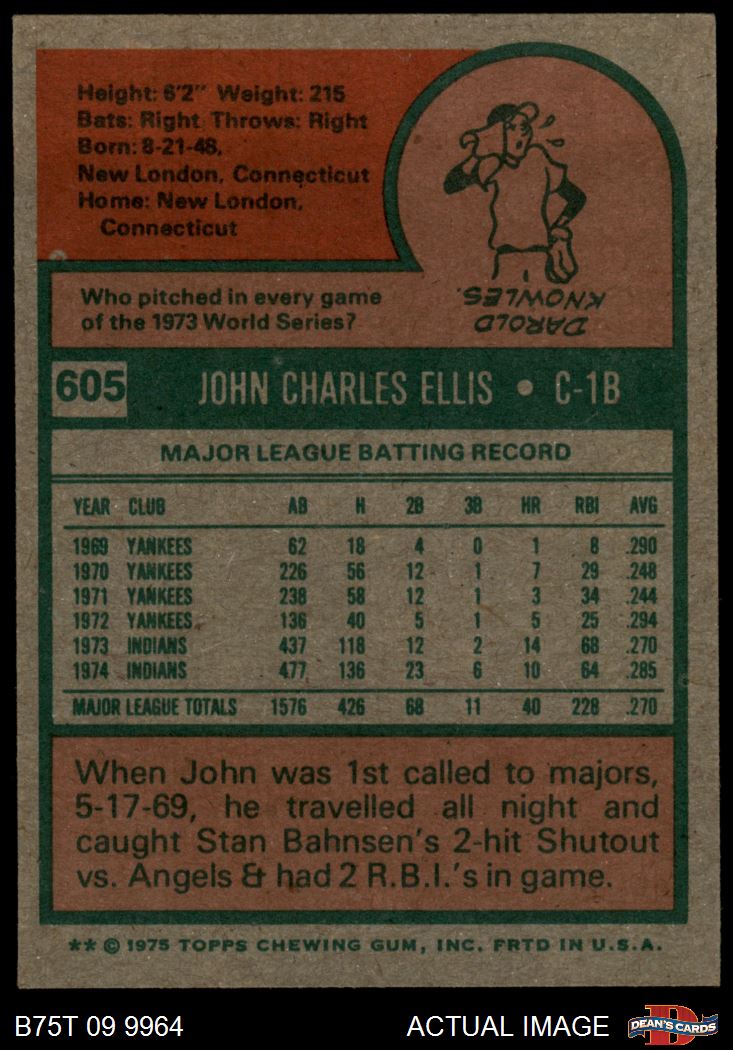 Height: 6'2" Weight: 215
Bats: Right Throws: Right
Born: 8-21-48,
New London, Connecticut
Home: New London,
Connecticut
Who pitched in every game
of the 1973 World Series?
DAROLD
KNOWLES.
605 JOHN CHARLES ELLIS • C-1B
MAJOR LEAGUE BATTING RECORD
YEAR CLUB AB H 2B 3B HR RBI AVG
1969 YANKEES 62 18 4 0 1 8 .290
1970 YANKEES 226 56 12 1 7 29 .248
1971 YANKEES 238 58 12 1 3 34 .244
1972 YANKEES 136 40 5 1 5 25 .294
1973 INDIANS 437 118 12 2 14 68 .270
1974 INDIANS 477 136 23 6 10 64 .285
MAJOR LEAGUE TOTALS 1576 426 68 11 40 228 .270
When John was 1st called to majors,
5-17-69, he travelled all night and
caught Stan Bahnsen's 2-hit Shutout
vs. Angels & had 2 R.B.I.'s in game.
** © 1975 TOPPS CHEWING GUM, INC. PRTD IN U.S.A.
B75T 09 9964 ACTUAL IMAGE D DEAN'S CARDS